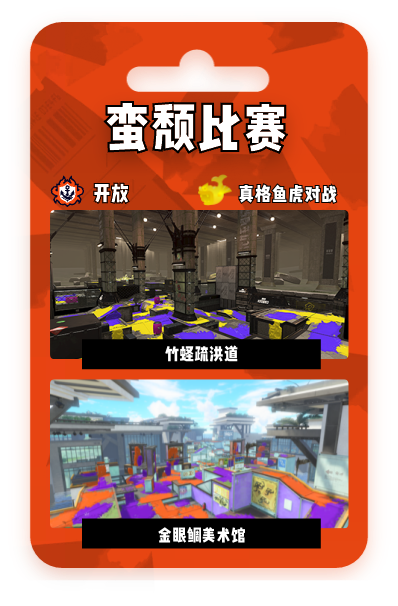 蛮颓比赛
开放
真格鱼虎对战
竹蛏疏洪道
金眼鲷美术馆